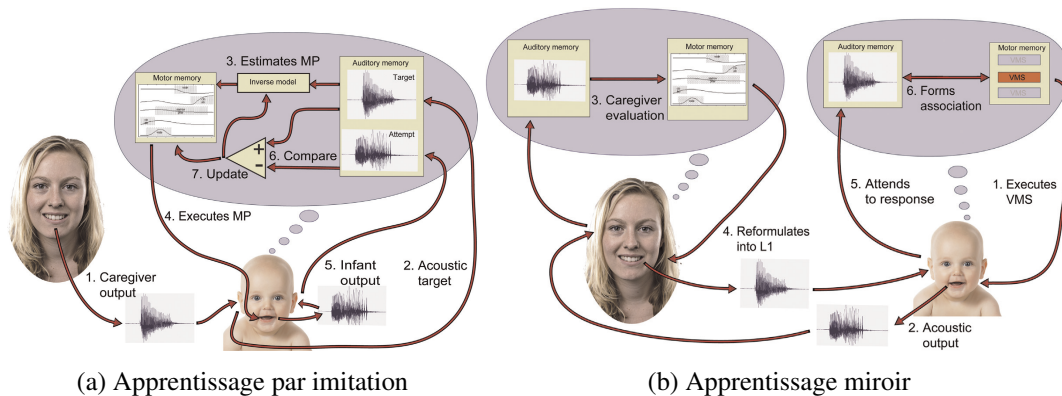 3. Estimates MP
Motor memory
Inverse model
Auditory memory
Target
Attempt
+
−
6. Compare
7. Update
4. Executes MP
1. Caregiver
output
5. Infant
output
2. Acoustic
target
(a) Apprentissage par imitation
Auditory memory
Motor memory
3. Caregiver
evaluation
4. Reformulates
into L1
Auditory memory
Motor memory
VMS
VMS
VMS
6. Forms
association
5. Attends
to response
1. Executes
VMS
2. Acoustic
output
(b) Apprentissage miroir